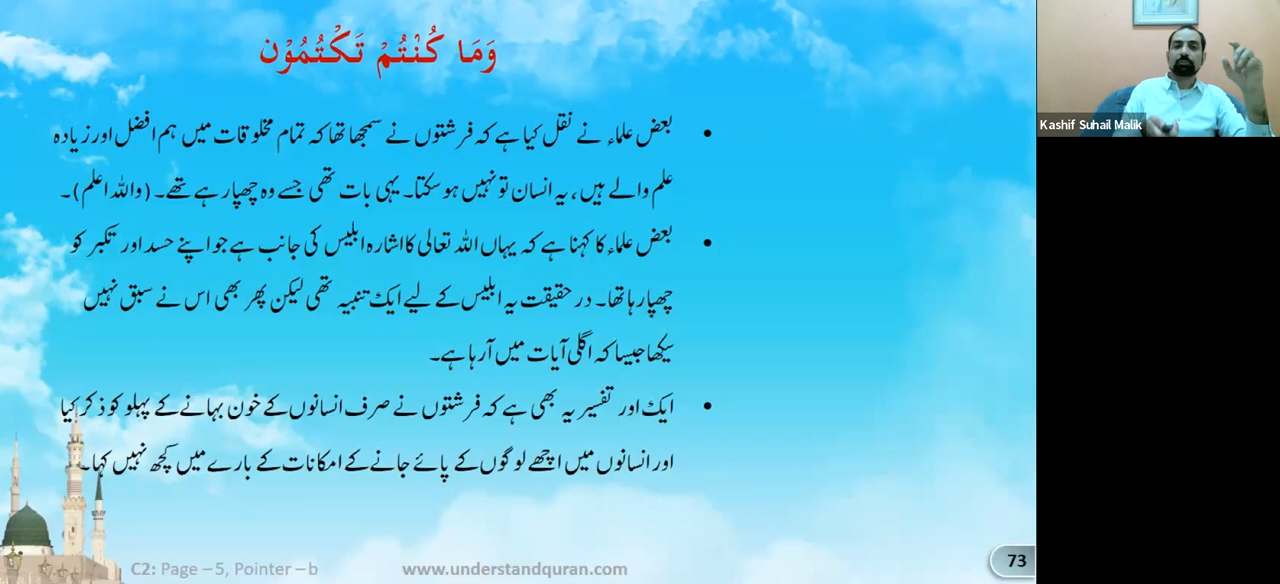 وَمَا كُنْتُمْ تَكْتُمُوْن
• بعض علماء نے نقل کیا ہے کہ فرشتوں نے سمجھا تھا کہ تمام مخلوقات میں ہم افضل اور زیادہ
علم والے ہیں، یہ انسان تو نہیں ہو سکتا۔ یہی بات تھی جسے وہ چھپا رہے تھے۔ (واللہ اعلم)۔
• بعض علماء کا کہنا ہے کہ یہاں اللہ تعالی کا اشارہ ابلیس کی جانب ہے جو اپنے حسد اور تکبر کو
چھپا رہا تھا۔ در حقیقت یہ ابلیس کے لیے ایک تنبیہ تھی لیکن پھر بھی اس نے سبق نہیں
سیکھا جیسا کہ اگلی آیات میں آرہا ہے۔
• ایک اور تفسیر یہ بھی ہے کہ فرشتوں نے صرف انسانوں کے خون بہانے کے پہلو کو ذکر کیا
اور انسانوں میں اچھے لوگوں کے پائے جانے کے امکانات کے بارے میں کچھ نہیں کہا۔
C2: Page –5, Pointer –b
www.understandquran.com
73
Kashif Suhail Malik